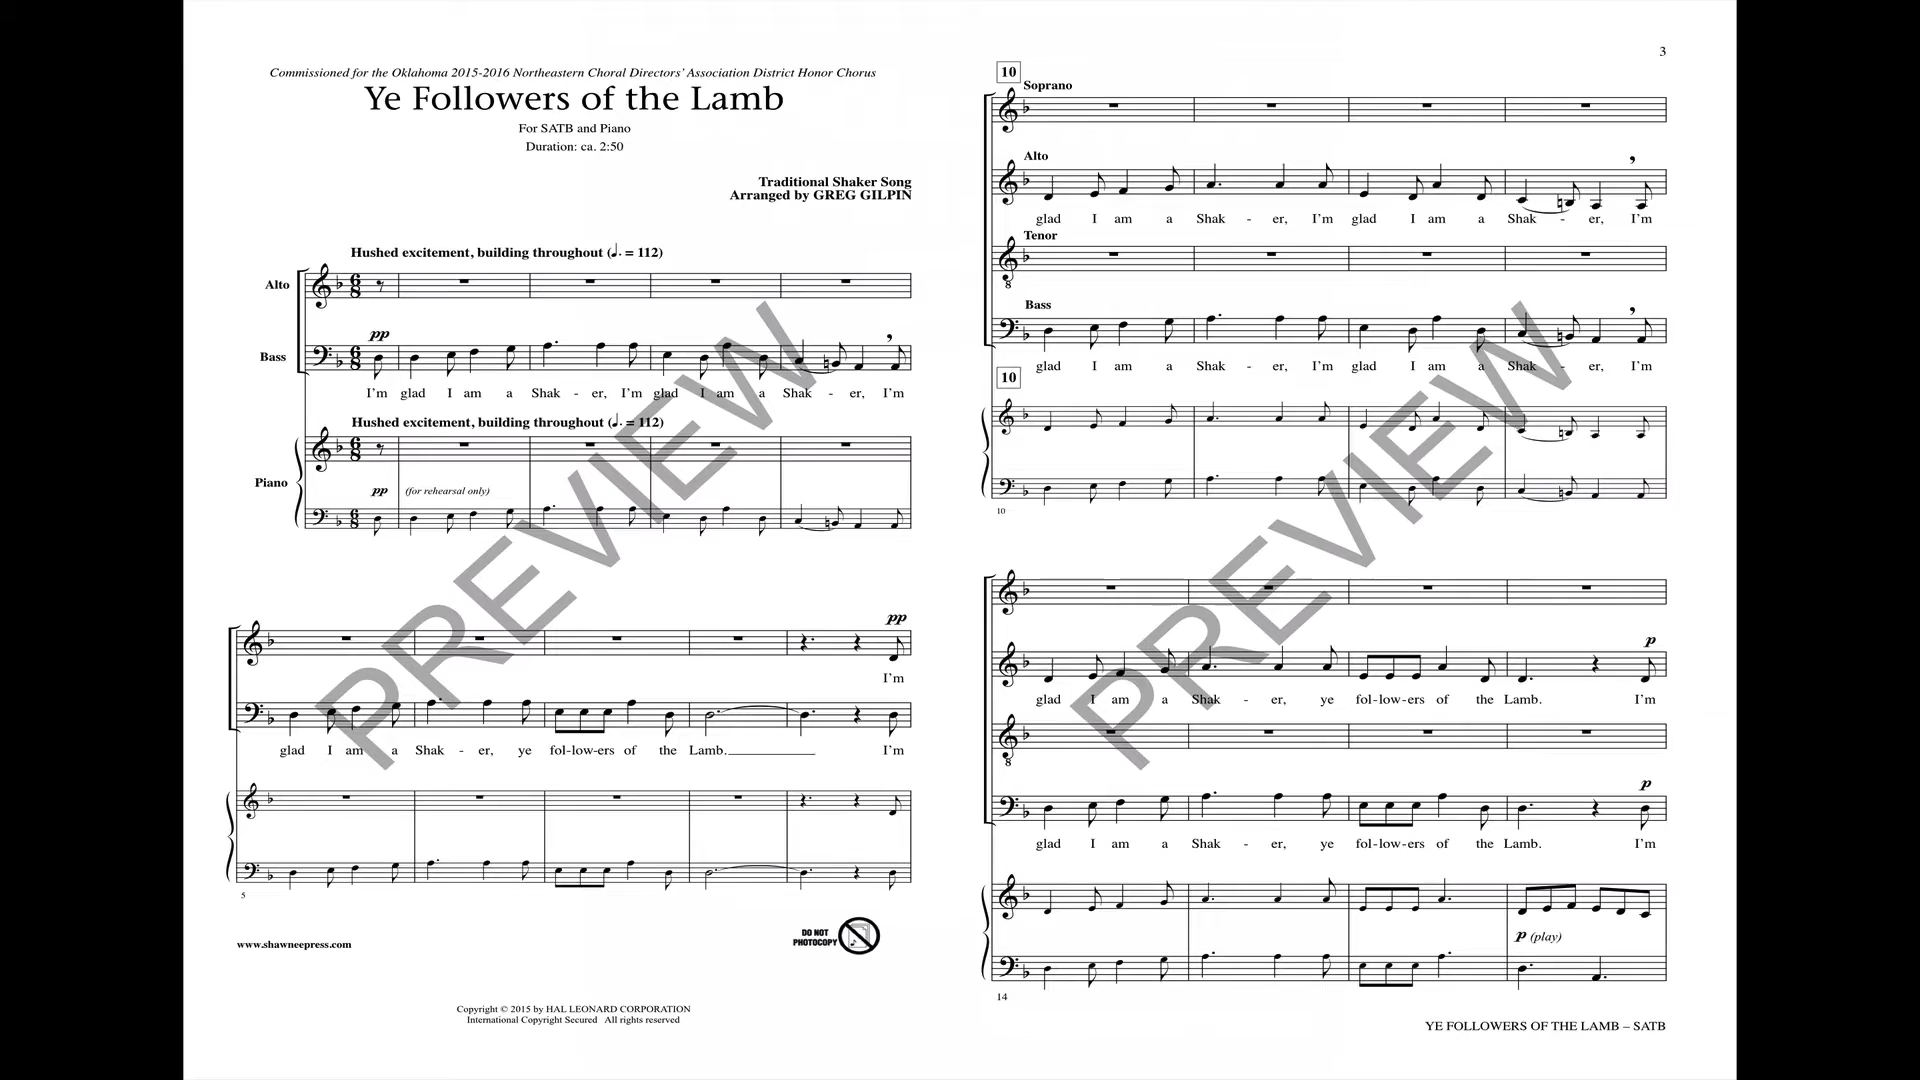 Commissioned for the Oklahoma 2015-2016 Northeastern Choral Directors' Association District Honor Chorus
Ye Followers of the Lamb
For SATB and Piano
Duration: ca. 2:50
Traditional Shaker Song
Arranged by GREG GILPIN
Hushed excitement, building throughout (♩. = 112)
Alto
pp
Bass
I'm glad I am a Shak - er, I'm glad I am a Shak - er, I'm
Hushed excitement, building throughout (♩. = 112)
Piano
pp (for rehearsal only)
pp
I'm
glad I am a Shak - er, ye fol-low-ers of the Lamb. I'm
5
www.shawneepress.com
DO NOT
PHOTOCOPY
Copyright © 2015 by HAL LEONARD CORPORATION
International Copyright Secured All rights reserved
PREVIEW
3
10
Soprano
Alto
glad I am a Shak - er, I'm glad I am a Shak - er, I'm
Tenor
Bass
glad I am a Shak - er, I'm glad I am a Shak - er, I'm
10
10
p
glad I am a Shak - er, ye fol-low-ers of the Lamb. I'm
p
glad I am a Shak - er, ye fol-low-ers of the Lamb. I'm
p (play)
14
YE FOLLOWERS OF THE LAMB – SATB
PREVIEW